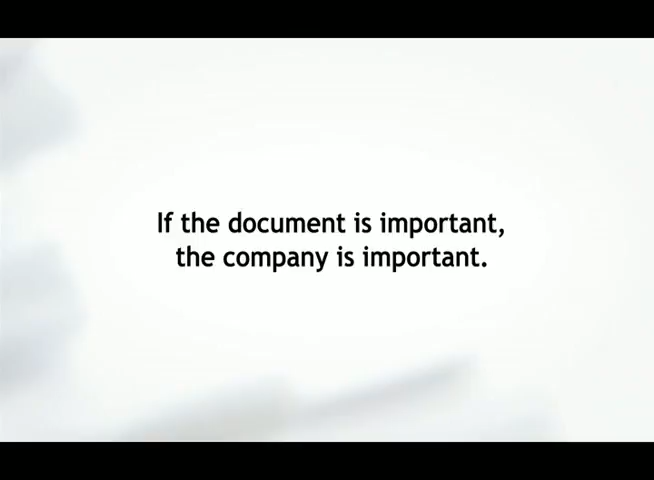 If the document is important,
the company is important.